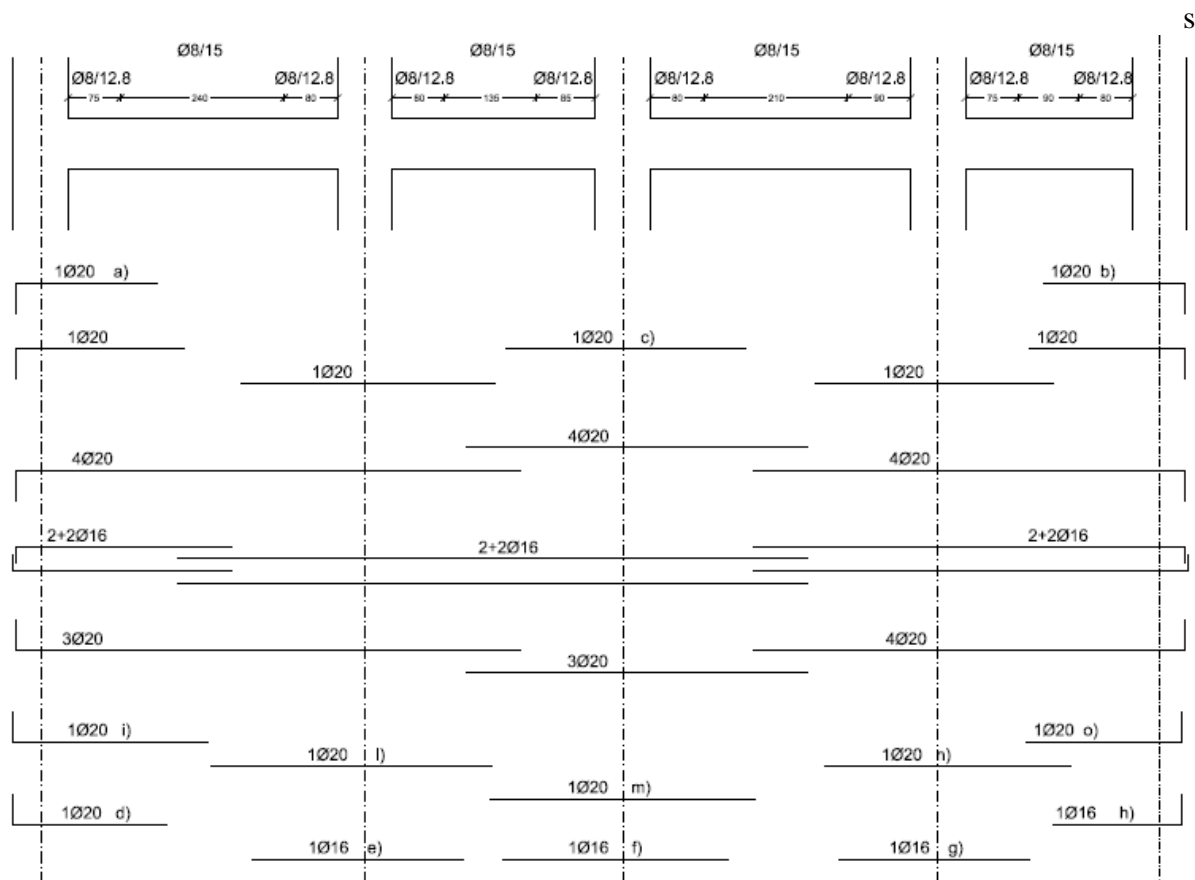 S
Ø8/15 Ø8/15 Ø8/15 Ø8/15
Ø8/12.8 Ø8/12.8 Ø8/12.8 Ø8/12.8 Ø8/12.8 Ø8/12.8 Ø8/12.8 Ø8/12.8
75 240 80 60 135 85 80 210 90 75 90 80
1Ø20 a) 1Ø20 b)
1Ø20 1Ø20 c) 1Ø20
1Ø20 1Ø20
4Ø20
4Ø20 4Ø20
2+2Ø16 2+2Ø16
2+2Ø16
3Ø20 4Ø20
3Ø20
1Ø20 i) 1Ø20 o)
1Ø20 l) 1Ø20 n)
1Ø20 m)
1Ø20 d) 1Ø16 h)
1Ø16 e) 1Ø16 f) 1Ø16 g)